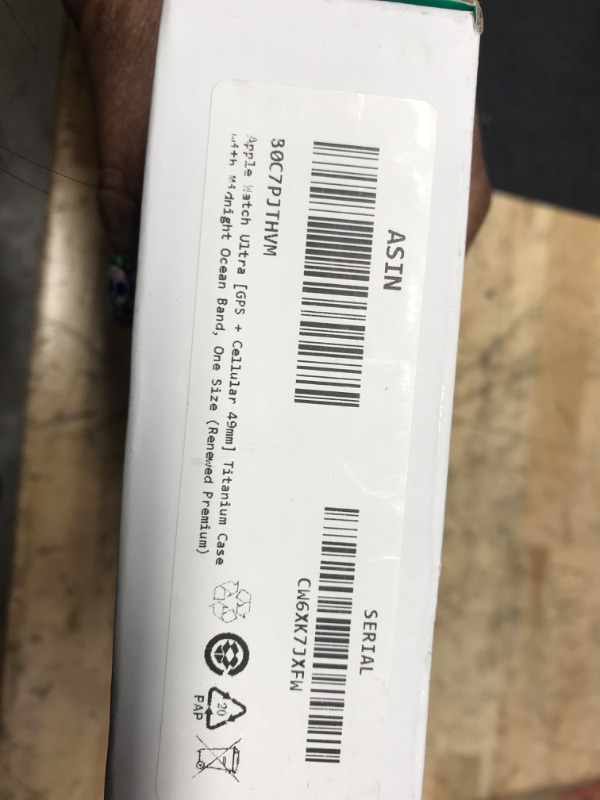 ASIN
B0C7PJTHVM
Apple Watch Ultra [GPS + Cellular 49mm] Titanium Case
with Midnight Ocean Band, One Size (Renewed Premium)
SERIAL
CW6XK7JXFW
20
PAP